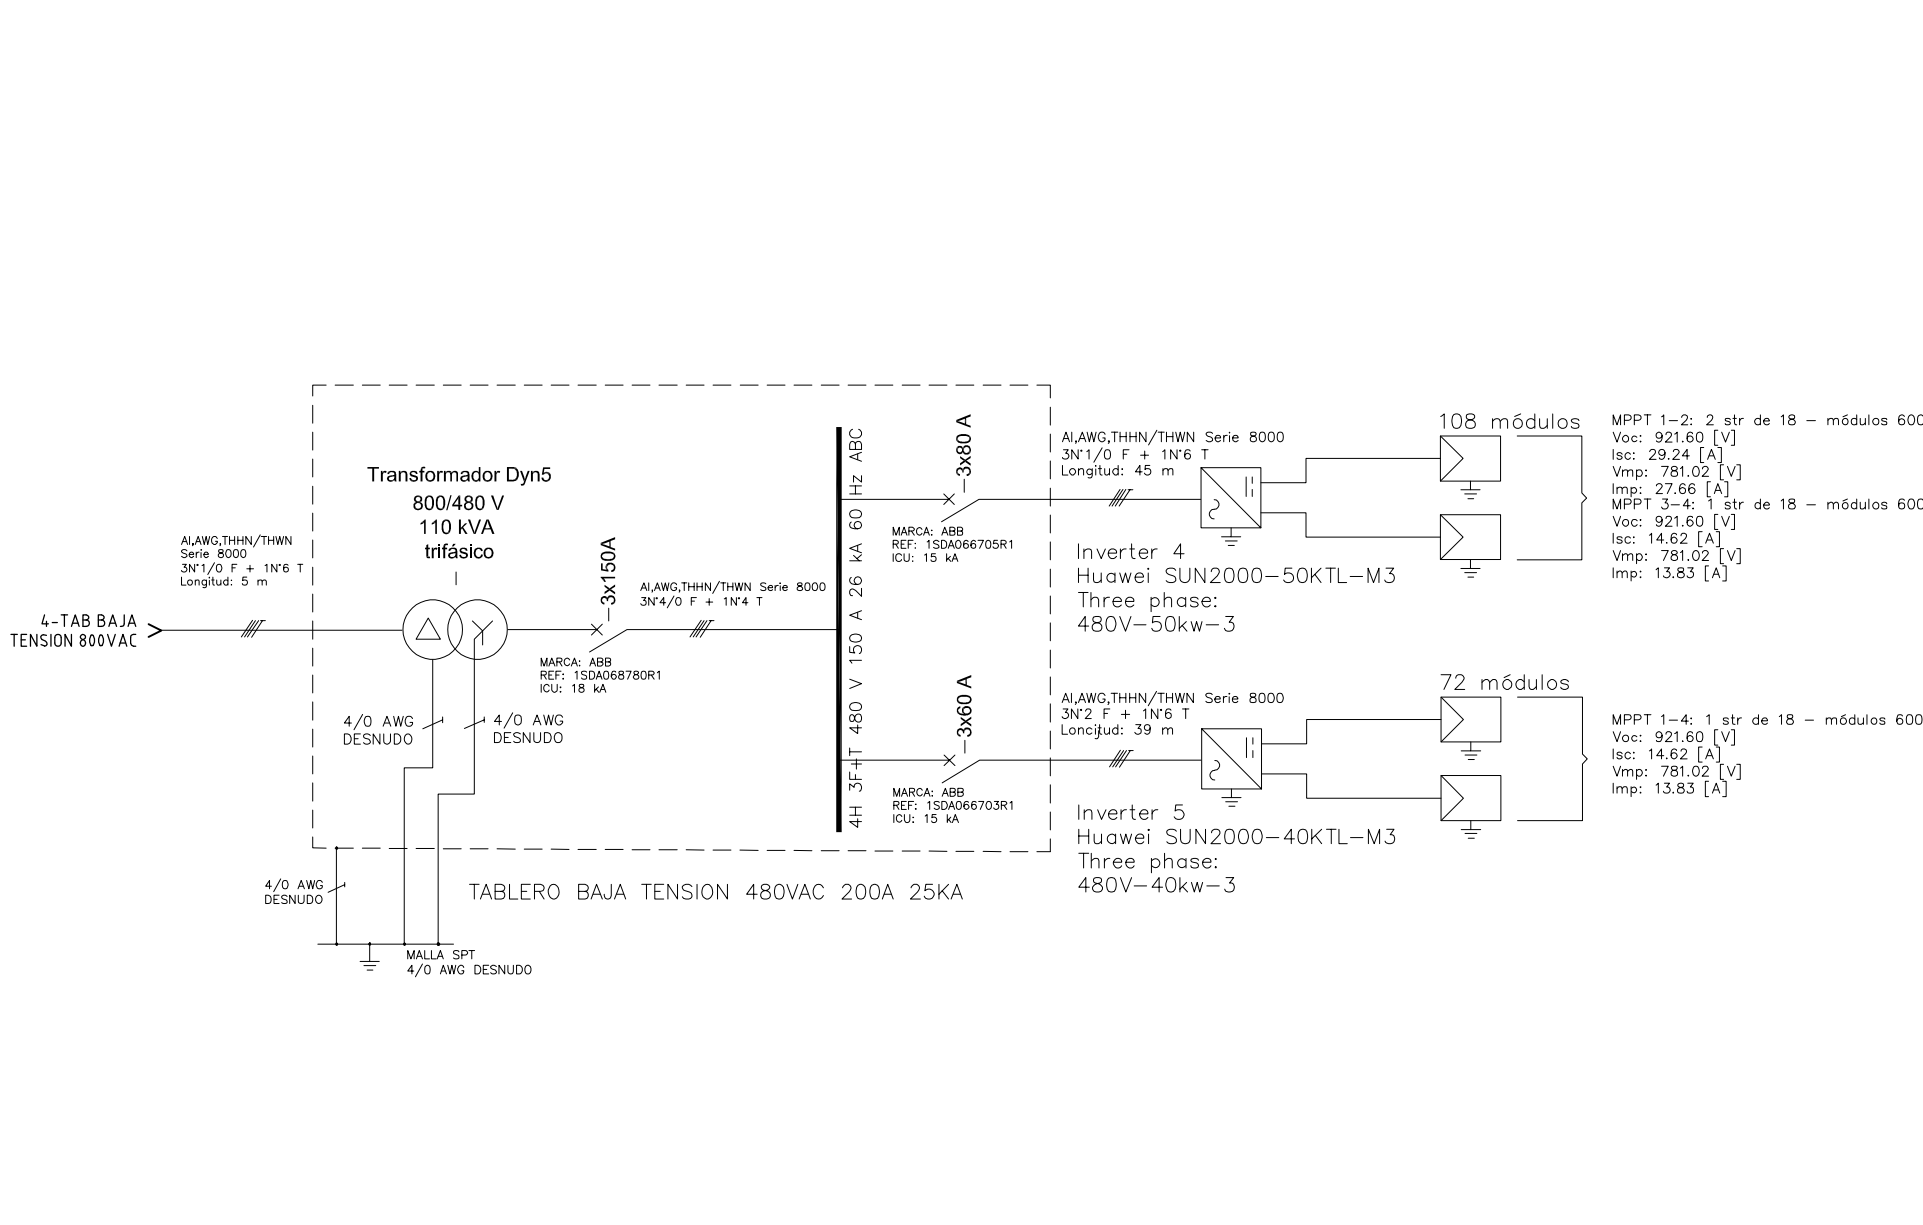 4-TAB BAJA
TENSION 800VAC
Al,AWG,THHN/THWN
Serie 8000
3N°1/0 F + 1N°6 T
Longitud: 5 m
Transformador Dyn5
800/480 V
110 kVA
trifásico
3x150A
MARCA: ABB
REF: 1SDA068780R1
ICU: 18 kA
Al,AWG,THHN/THWN Serie 8000
3N°4/0 F + 1N°4 T
4/0 AWG
DESNUDO
4/0 AWG
DESNUDO
4/0 AWG
DESNUDO
MALLA SPT
4/0 AWG DESNUDO
TABLERO BAJA TENSION 480VAC 200A 25KA
4H 3F+T 480 V 150 A 26 kA 60 Hz ABC
3x80 A
MARCA: ABB
REF: 1SDA066705R1
ICU: 15 kA
Al,AWG,THHN/THWN Serie 8000
3N°1/0 F + 1N°6 T
Longitud: 45 m
Inverter 4
Huawei SUN2000-50KTL-M3
Three phase:
480V-50kw-3
108 módulos
MPPT 1-2: 2 str de 18 - módulos 600
Voc: 921.60 [V]
Isc: 29.24 [A]
Vmp: 781.02 [V]
Imp: 27.66 [A]
MPPT 3-4: 1 str de 18 - módulos 600
Voc: 921.60 [V]
Isc: 14.62 [A]
Vmp: 781.02 [V]
Imp: 13.83 [A]
3x60 A
MARCA: ABB
REF: 1SDA066703R1
ICU: 15 kA
Al,AWG,THHN/THWN Serie 8000
3N°2 F + 1N°6 T
Longitud: 39 m
Inverter 5
Huawei SUN2000-40KTL-M3
Three phase:
480V-40kw-3
72 módulos
MPPT 1-4: 1 str de 18 - módulos 600
Voc: 921.60 [V]
Isc: 14.62 [A]
Vmp: 781.02 [V]
Imp: 13.83 [A]